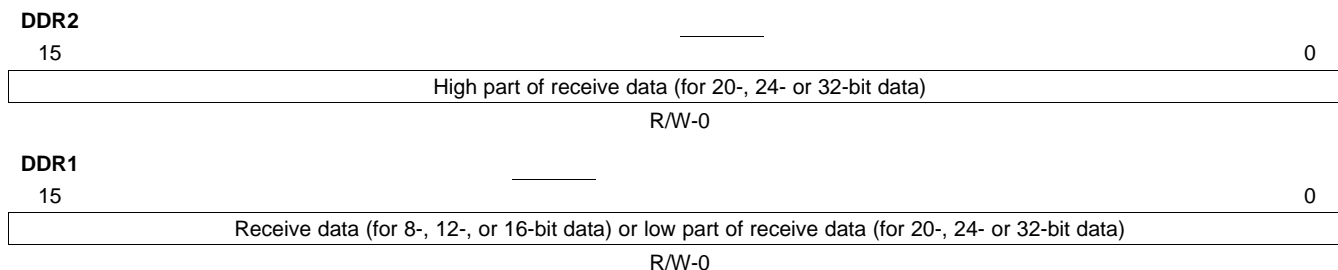 DDR2
15 0
High part of receive data (for 20-, 24- or 32-bit data)
R/W-0
DDR1
15 0
Receive data (for 8-, 12-, or 16-bit data) or low part of receive data (for 20-, 24- or 32-bit data)
R/W-0